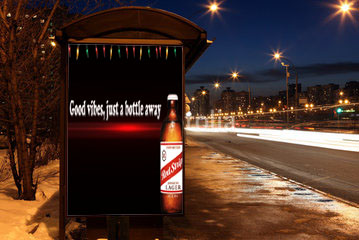 Good vibes, just a bottle away
Red Stripe
LAGER